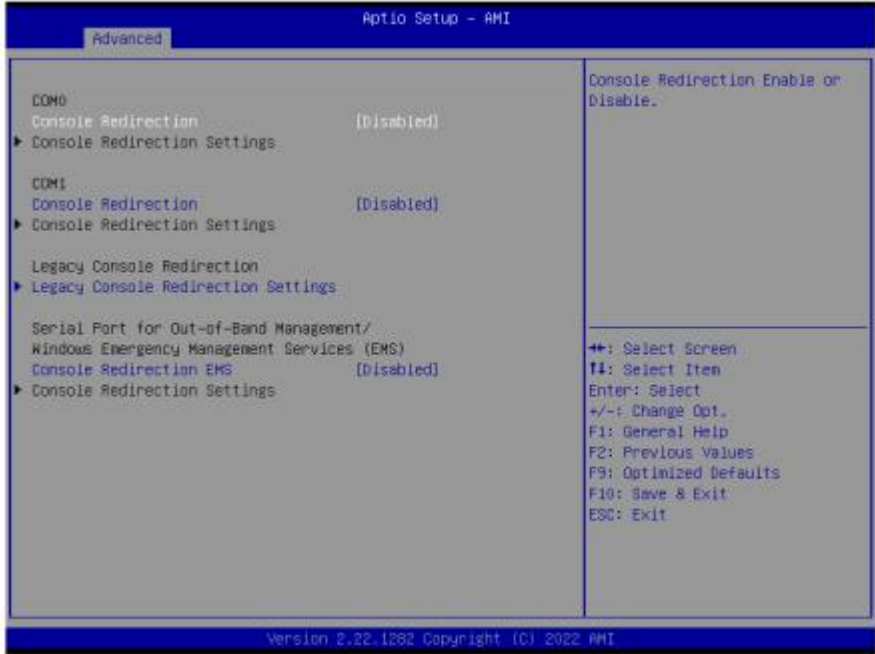 Aptio Setup - AMI
Advanced
COM0
Console Redirection [Disabled]
Console Redirection Settings
COM1
Console Redirection [Disabled]
Console Redirection Settings
Legacy Console Redirection
Legacy Console Redirection Settings
Serial Port for Out-of-Band Management/
Windows Emergency Management Services (EMS)
Console Redirection EMS [Disabled]
Console Redirection Settings
Console Redirection Enable or
Disable.
→←: Select Screen
↑↓: Select Item
Enter: Select
+/-: Change Opt.
F1: General Help
F2: Previous Values
F9: Optimized Defaults
F10: Save & Exit
ESC: Exit
Version 2.22.1282 Copyright (C) 2022 AMI